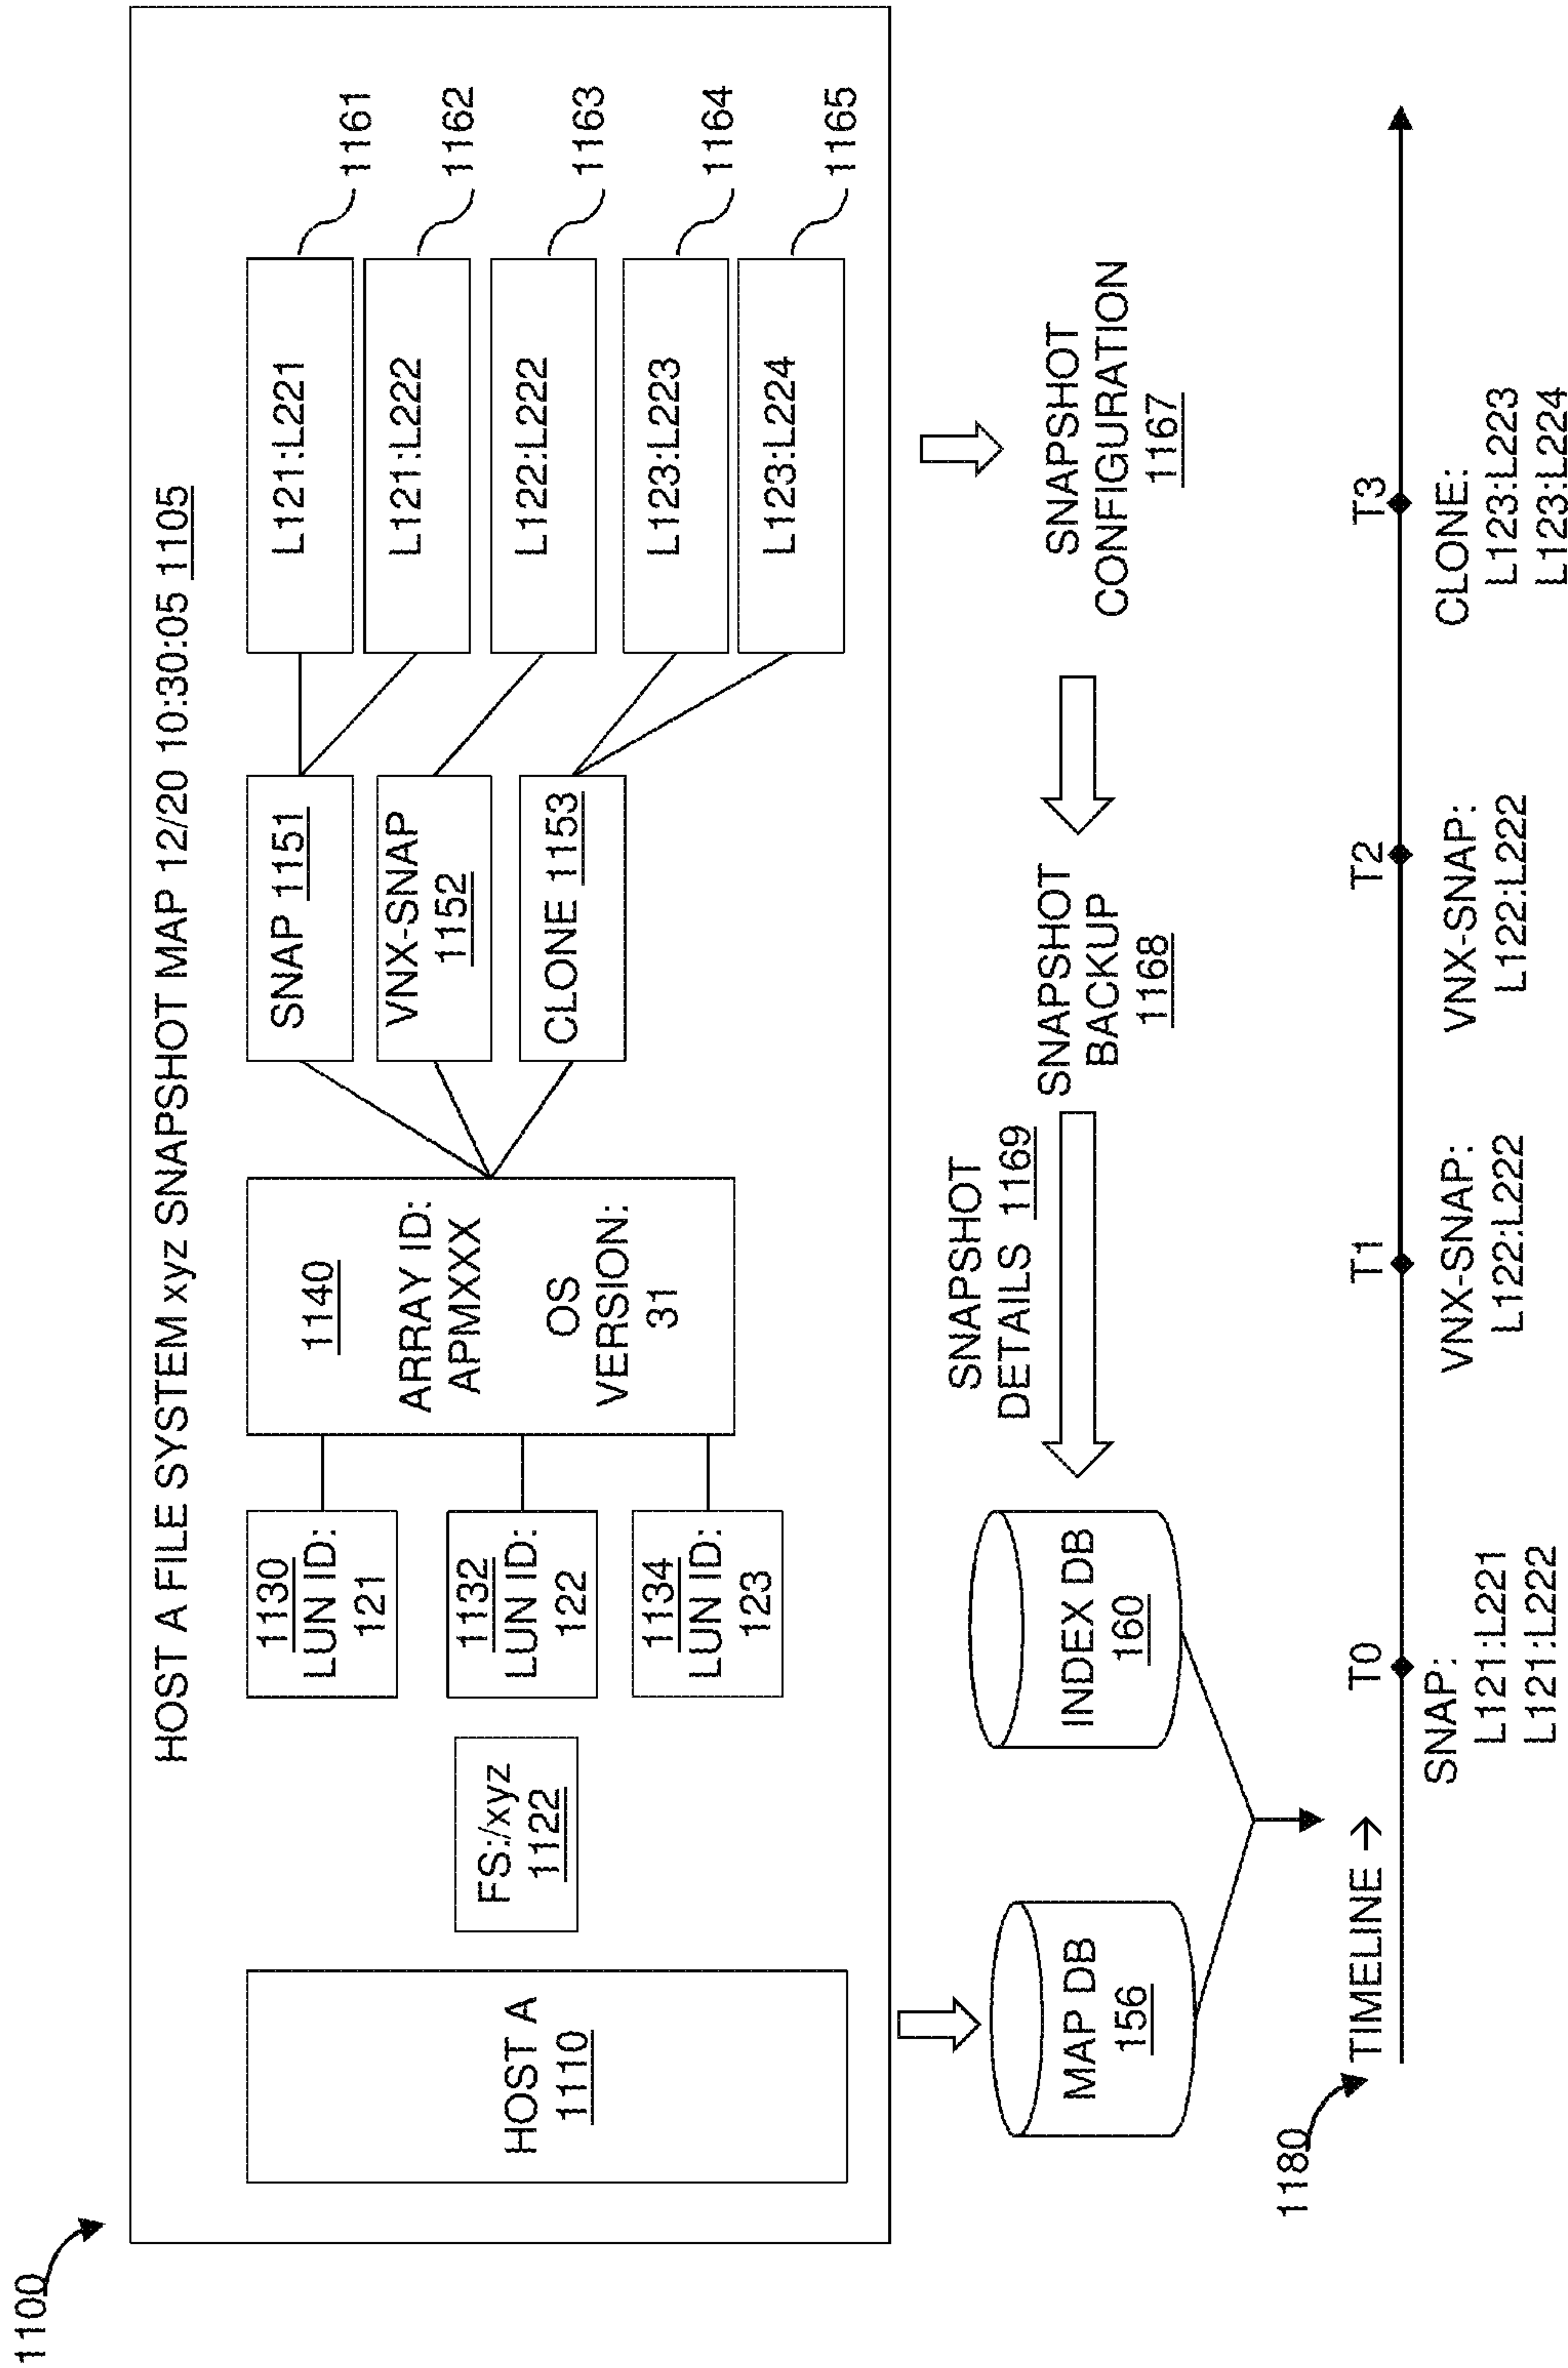 1100
HOST A FILE SYSTEM xyz SNAPSHOT MAP 12/20 10:30:05 1105
HOST A
1110
FS:/xyz
1122
1130
LUN ID:
121
1132
LUN ID:
122
1134
LUN ID:
123
1140
ARRAY ID:
APMXXX
OS
VERSION:
31
SNAP 1151
VNX-SNAP
1152
CLONE 1153
L121:L221
1161
L121:L222
1162
L122:L222
1163
L123:L223
1164
L123:L224
1165
MAP DB
156
INDEX DB
160
SNAPSHOT
DETAILS 1169
SNAPSHOT
BACKUP
1168
SNAPSHOT
CONFIGURATION
1167
1180
TIMELINE →
T0
SNAP:
L121:L221
L121:L222
T1
VNX-SNAP:
L122:L222
T2
VNX-SNAP:
L122:L222
T3
CLONE:
L123:L223
L123:L224